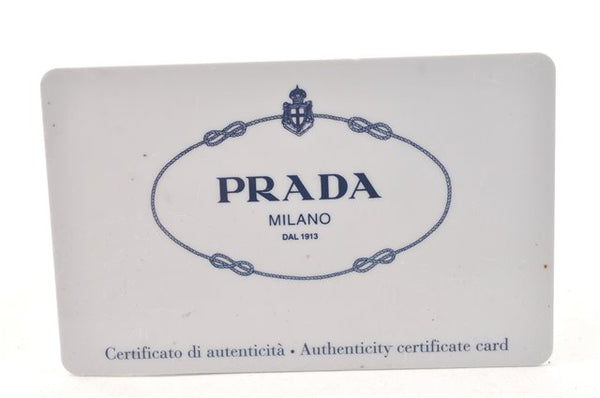 PRADA
MILANO
DAL 1913
Certificato di autenticità • Authenticity certificate card